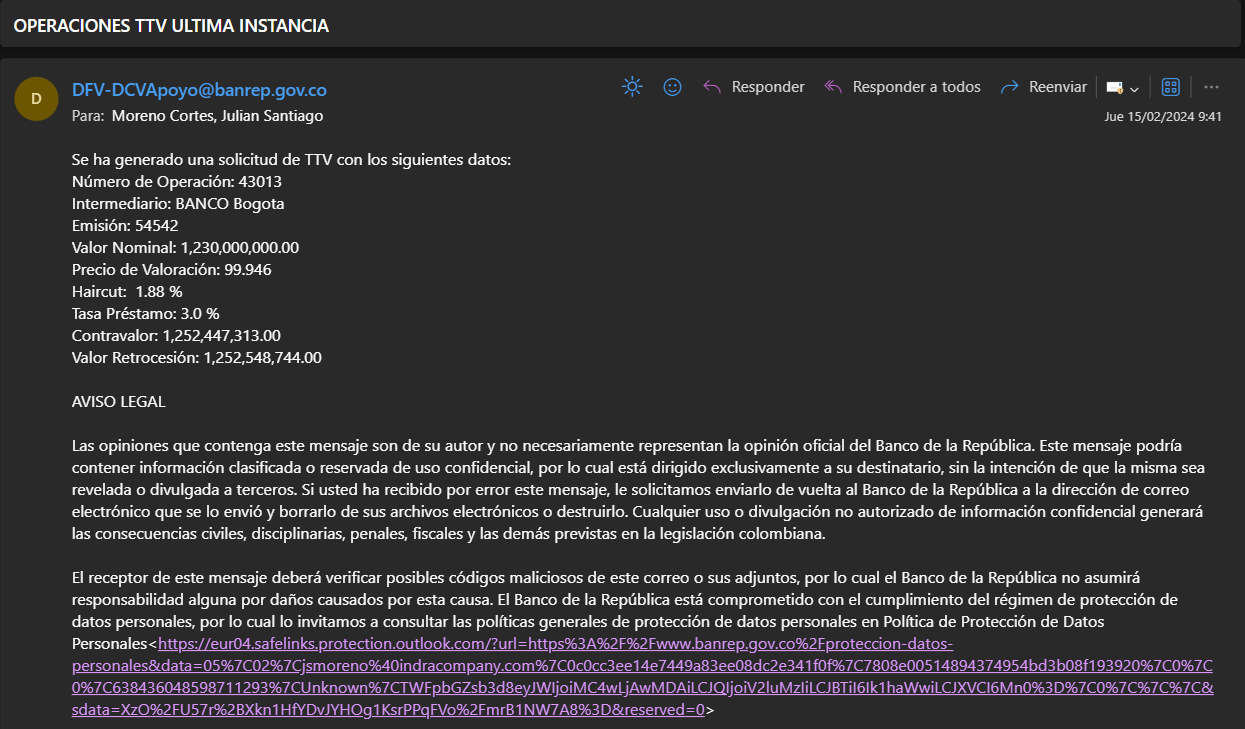 OPERACIONES TTV ULTIMA INSTANCIA
D
DFV-DCVApoyo@banrep.gov.co
Responder
Responder a todos
Reenviar
Para: Moreno Cortes, Julian Santiago
Jue 15/02/2024 9:41
Se ha generado una solicitud de TTV con los siguientes datos:
Número de Operación: 43013
Intermediario: BANCO Bogota
Emisión: 54542
Valor Nominal: 1,230,000,000.00
Precio de Valoración: 99.946
Haircut: 1.88 %
Tasa Préstamo: 3.0 %
Contravalor: 1,252,447,313.00
Valor Retrocesión: 1,252,548,744.00
AVISO LEGAL
Las opiniones que contenga este mensaje son de su autor y no necesariamente representan la opinión oficial del Banco de la República. Este mensaje podría
contener información clasificada o reservada de uso confidencial, por lo cual está dirigido exclusivamente a su destinatario, sin la intención de que la misma sea
revelada o divulgada a terceros. Si usted ha recibido por error este mensaje, le solicitamos enviarlo de vuelta al Banco de la República a la dirección de correo
electrónico que se lo envió y borrarlo de sus archivos electrónicos o destruirlo. Cualquier uso o divulgación no autorizado de información confidencial generará
las consecuencias civiles, disciplinarias, penales, fiscales y las demás previstas en la legislación colombiana.
El receptor de este mensaje deberá verificar posibles códigos maliciosos de este correo o sus adjuntos, por lo cual el Banco de la República no asumirá
responsabilidad alguna por daños causados por esta causa. El Banco de la República está comprometido con el cumplimiento del régimen de protección de
datos personales, por lo cual lo invitamos a consultar las políticas generales de protección de datos personales en Política de Protección de Datos
Personales<https://eur04.safelinks.protection.outlook.com/?url=https%3A%2F%2Fwww.banrep.gov.co%2Fproteccion-datos-
personales&data=05%7C02%7Cjsmoreno%40indracompany.com%7C0c0cc3ee14e7449a83ee08dc2e341f0f%7C7808e00514894374954bd3b08f193920%7C0%7C0
0%7C638436048598711293%7CUnknown%7CTWFpbGZsb3d8eyJWIjoiMC4wLjAwMDAiLCJQIjoiV2luMzIiLCJBTiI6Ik1haWwiLCJXVCI6Mn0%3D%7C0%7C%7C%7C&
sdata=XzO%2FU57r%2BXkn1HfYDvJYHOg1KsrPPqFVo%2FmrB1NW7A8%3D&reserved=0>